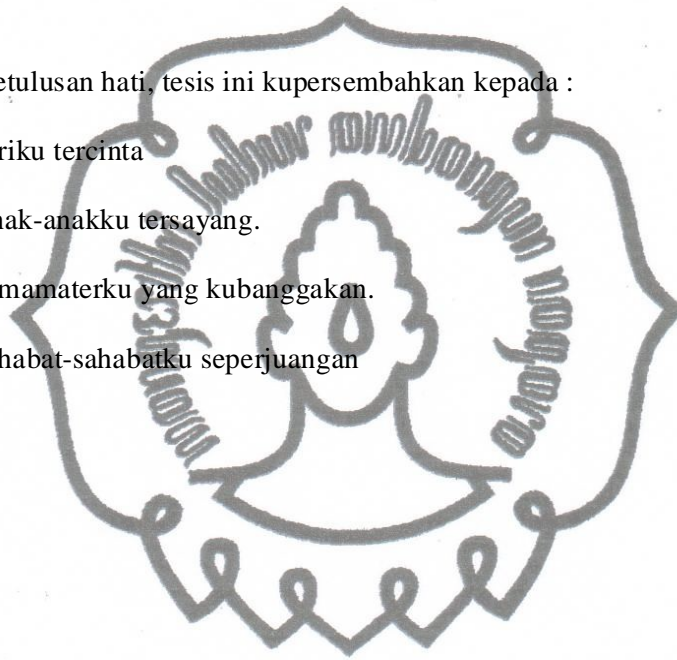 etulusan hati, tesis ini kupersembahkan kepada :
riku tercinta
nak-anakku tersayang.
mamaterku yang kubanggakan.
habat-sahabatku seperjuangan